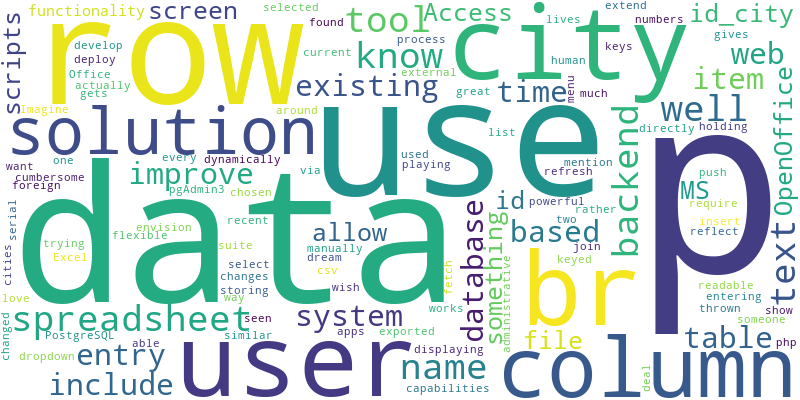 functionality
screen
selected
Access
lives
extend
id_city
row
found
tool
city
numbers
develop
deploy
know
current
process
keys
web
scripts
Office
actually
gets
existing
external
human
gives
item
Imagine
around
great
time
menu
much
well
solution
use
list
directly
holding
OpenOffice
want
one
every
dynamically
via
used
playing
mention
refresh
backend
p
cumbersome
foreign
improve
pgAdmin3
chosen
recent
id
powerful
rather
MS
push
require
data
serial
envision
flexible
allow
database
something
based
two
join
insert
reflect
text
trying
Excel
suite
manually
dream
csv
fetch
administrative
keyed
br
readable
entering
cities
select
changes
storing
wish
way
works
someone
love
spreadsheet
system
file
thrown
show
changed
PostgreSQL
able
seen
similar
apps
exported
displaying
table
php
dropdown
entry
user
name
column
deal
include
capabilities